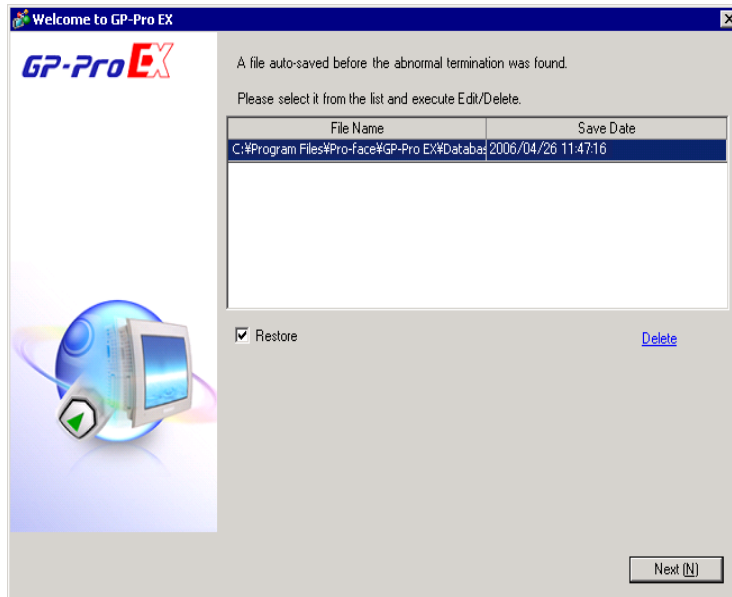 Welcome to GP-Pro EX
GP-Pro EX
A file auto-saved before the abnormal termination was found.
Please select it from the list and execute Edit/Delete.
File Name Save Date
C:¥Program Files¥Pro-face¥GP-Pro EX¥Databas 2006/04/26 11:47:16
Restore Delete
Next (N)